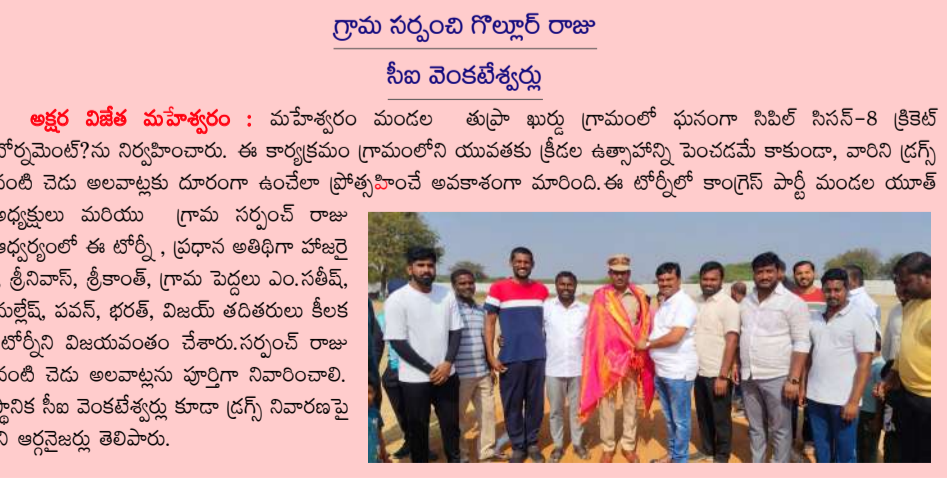 గ్రామ సర్పంచి గొల్లూర్ రాజు
సీఐ వెంకటేశ్వర్లు
అక్షర విజేత మహేశ్వరం : మహేశ్వరం మండల తుప్రా ఖుర్దు గ్రామంలో ఘనంగా సిపిల్ సిసన్-8 క్రికెట్
నిర్వహించారు. ఈ కార్యక్రమం గ్రామంలోని యువతకు క్రీడల ఉత్సాహాన్ని పెంచడమే కాకుండా, వారిని డ్రగ్స్
చెడు అలవాట్లకు దూరంగా ఉంచేలా ప్రోత్సహించే అవకాశంగా మారింది.ఈ టోర్నీలో కాంగ్రెస్ పార్టీ మండల యూత్
అధ్యక్షులు మరియు గ్రామ సర్పంచ్ రాజు
ఆధ్వర్యంలో ఈ టోర్నీ , ప్రధాన అతిథిగా హాజరై
, శ్రీనివాస్, శ్రీకాంత్, గ్రామ పెద్దలు ఎం.సతీష్,
పవన్, భరత్, విజయ్ తదితరులు కీలక
టోర్నీని విజయవంతం చేశారు.సర్పంచ్ రాజు
చెడు అలవాట్లను పూర్తిగా నివారించాలి.
సీఐ వెంకటేశ్వర్లు కూడా డ్రగ్స్ నివారణపై
ఆర్గనైజర్లు తెలిపారు.